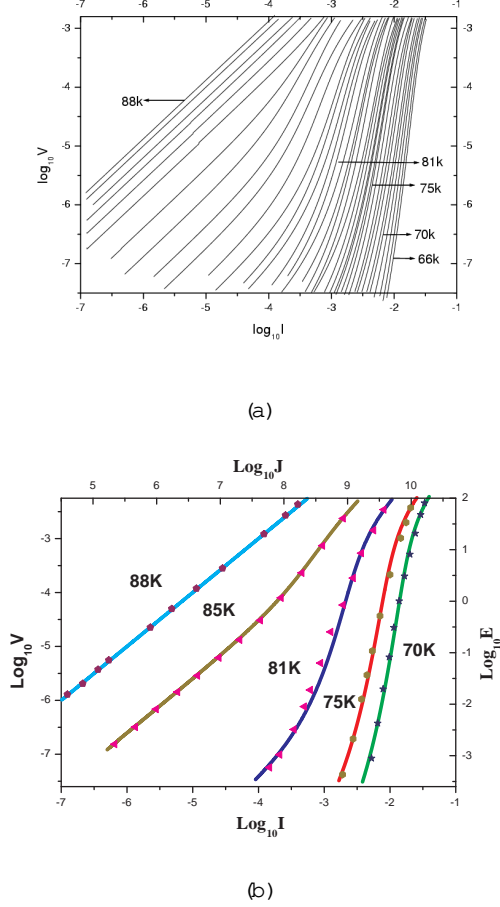 -7 -6 -5 -4 -3 -2 -1
-3 -3
-4 -4
-5 -5
-6 -6
-7 -7
88k
81k
75k
70k
66k
log10V
-7 -6 -5 -4 -3 -2 -1
log10I
(a)
Log10J
5 6 7 8 9 10
2
-3 1
-4 0
-5 -1
-6 -2
-7 -3
88K
85K
81K
75K
70K
Log10V
Log10E
-7 -6 -5 -4 -3 -2 -1
Log10I
(b)